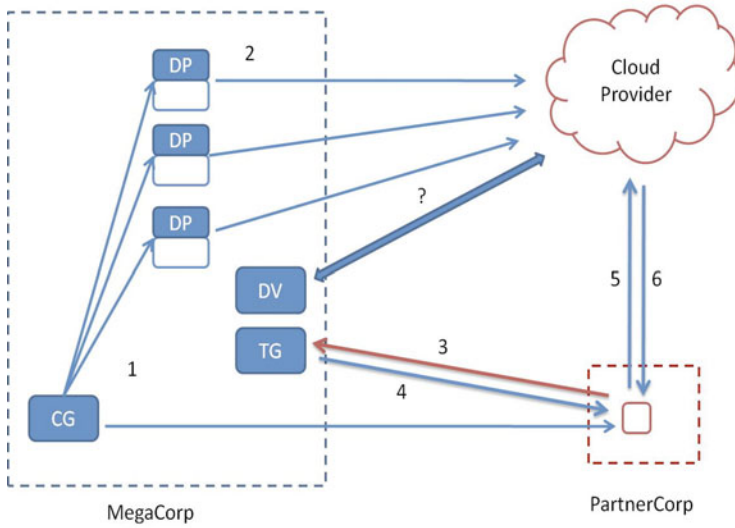 2
DP
Cloud
Provider
DP
?
DP
DV
5
6
TG
3
1
4
CG
MegaCorp
PartnerCorp